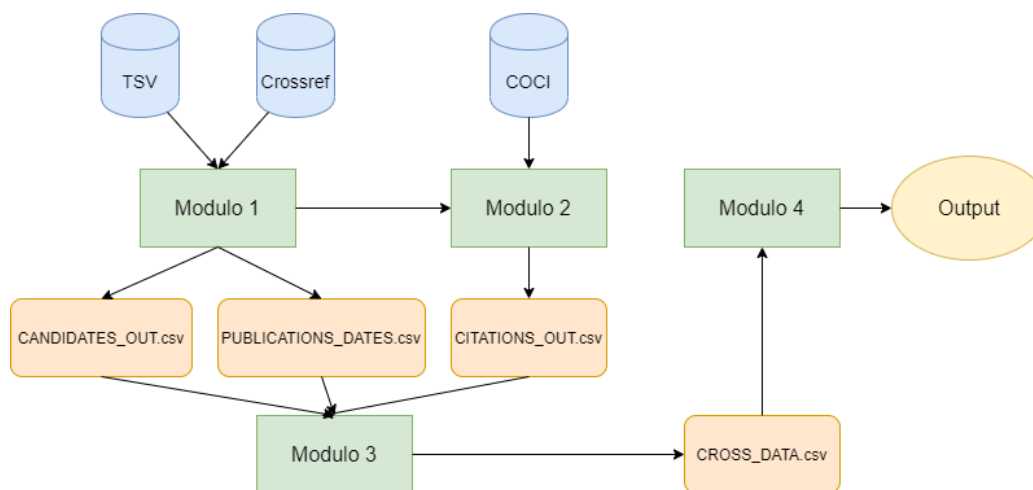 TSV
Crossref
COCI
Modulo 1
Modulo 2
Modulo 4
Output
CANDIDATES_OUT.csv
PUBLICATIONS_DATES.csv
CITATIONS_OUT.csv
Modulo 3
CROSS_DATA.csv